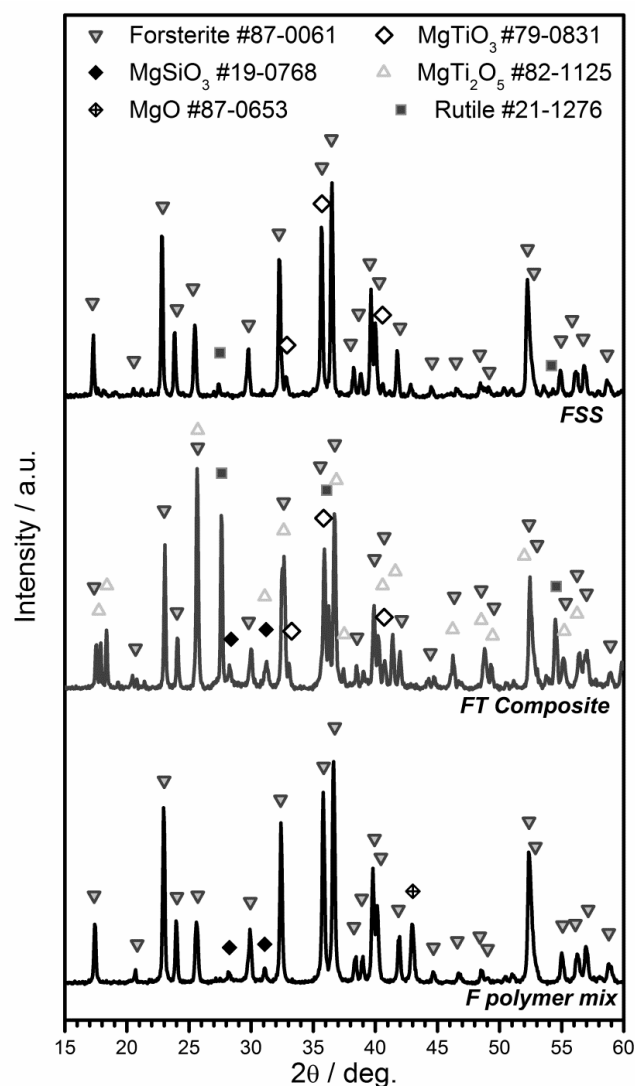 Forsterite #87-0061
MgTiO3 #79-0831
MgSiO3 #19-0768
MgTi2O5 #82-1125
MgO #87-0653
Rutile #21-1276
FSS
FT Composite
F polymer mix
Intensity / a.u.
15 20 25 30 35 40 45 50 55 60
2θ / deg.